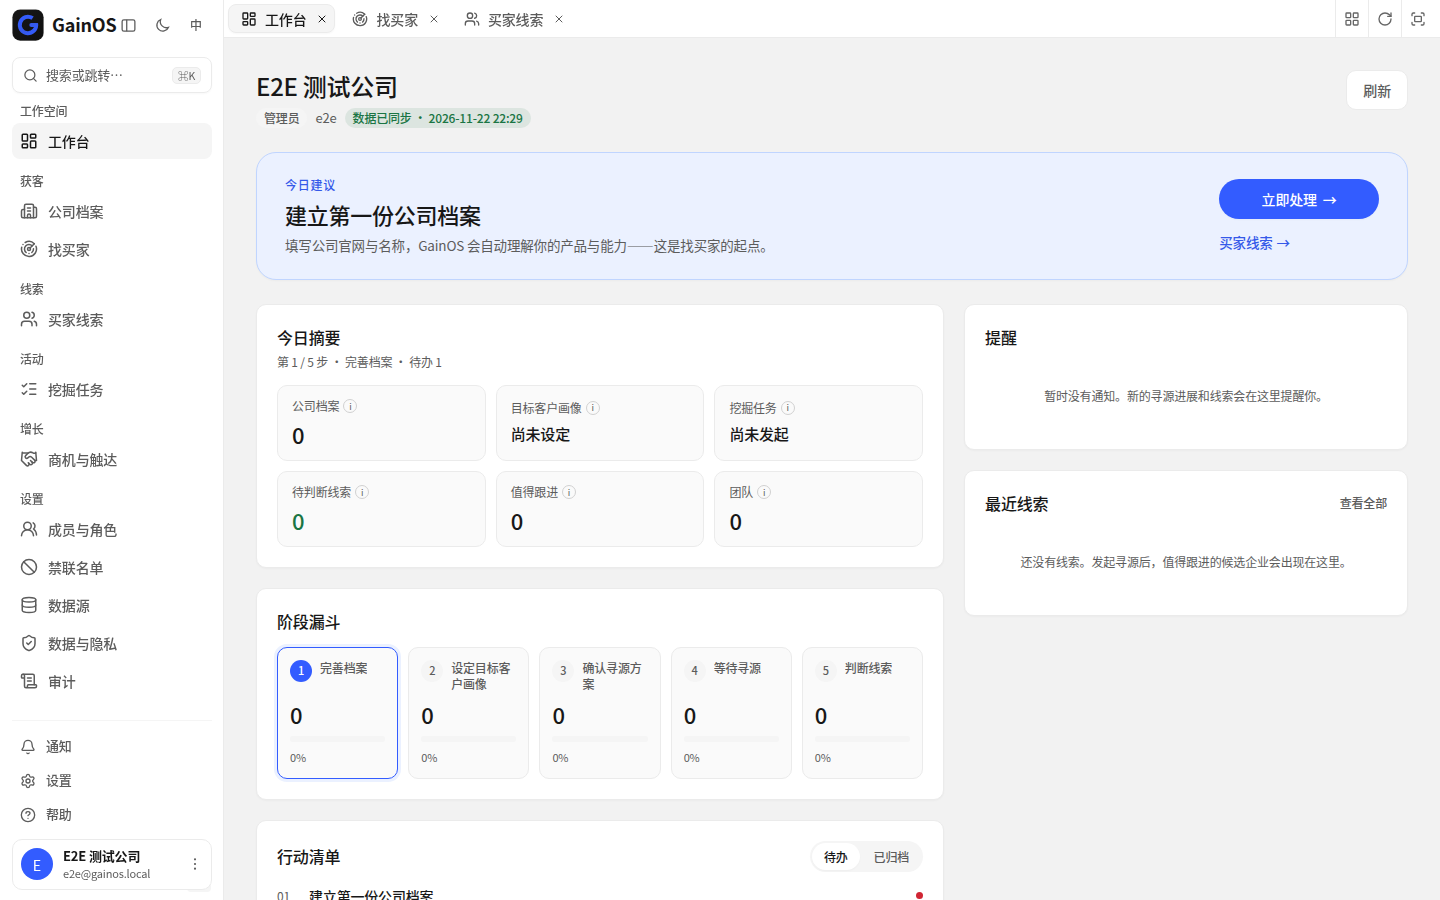 GainOS
中
搜索或跳转…
⌘K
工作空间
工作台
获客
公司档案
找买家
线索
买家线索
活动
挖掘任务
增长
商机与触达
设置
成员与角色
禁联名单
数据源
数据与隐私
审计
通知
设置
帮助
E
E2E 测试公司
e2e@gainos.local
工作台
找买家
买家线索
E2E 测试公司
刷新
管理员 e2e 数据已同步 · 2026-11-22 22:29
今日建议
建立第一份公司档案
填写公司官网与名称，GainOS 会自动理解你的产品与能力——这是找买家的起点。
立即处理 →
买家线索 →
今日摘要
第 1 / 5 步 · 完善档案 · 待办 1
公司档案
0
目标客户画像
尚未设定
挖掘任务
尚未发起
待判断线索
0
值得跟进
0
团队
0
阶段漏斗
1 完善档案
0
0%
2 设定目标客
户画像
0
0%
3 确认寻源方
案
0
0%
4 等待寻源
0
0%
5 判断线索
0
0%
行动清单
待办 已归档
01 建立第一份公司档案
提醒
暂时没有通知。新的寻源进展和线索会在这里提醒你。
最近线索
查看全部
还没有线索。发起寻源后，值得跟进的候选企业会出现在这里。